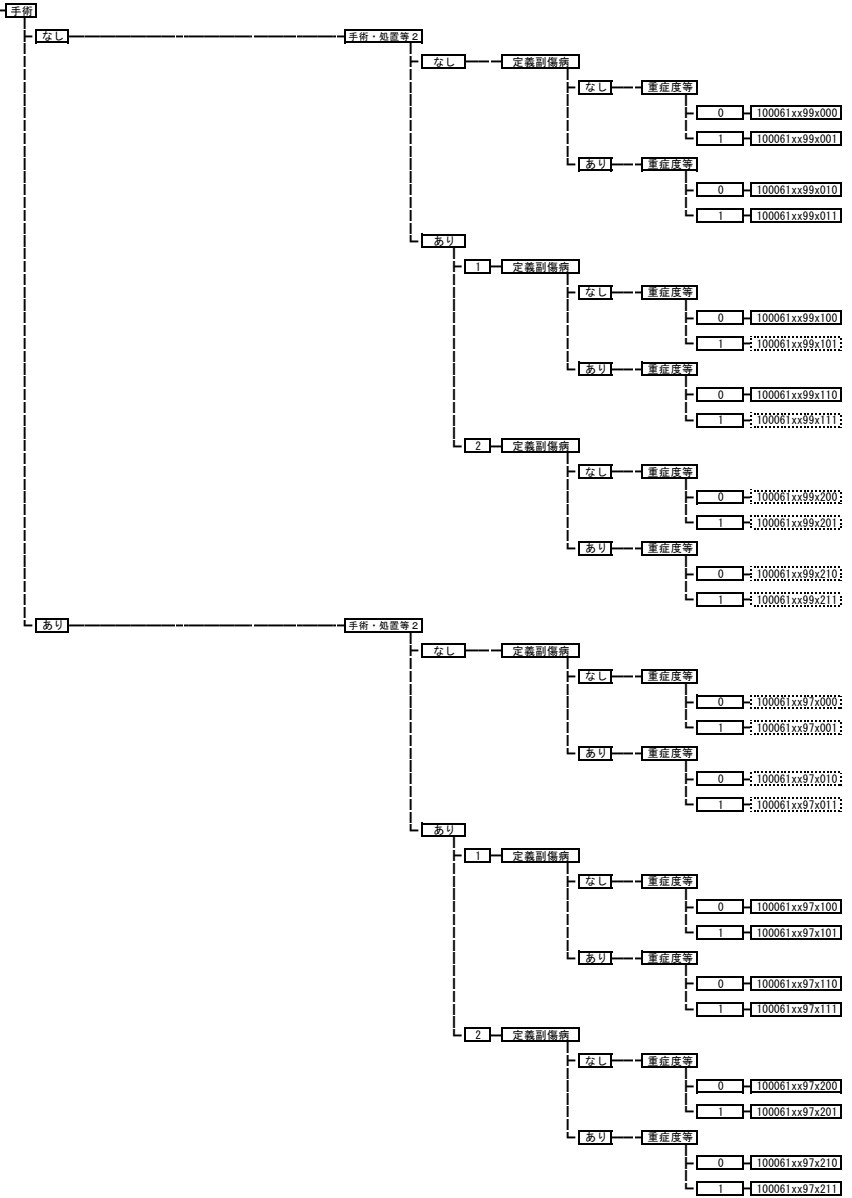 手術
なし 手術・処置等2
なし 定義副傷病
なし 重症度等
0 100061xx99x000
1 100061xx99x001
あり 重症度等
0 100061xx99x010
1 100061xx99x011
あり
1 定義副傷病
なし 重症度等
0 100061xx99x100
1 100061xx99x101
あり 重症度等
0 100061xx99x110
1 100061xx99x111
2 定義副傷病
なし 重症度等
0 100061xx99x200
1 100061xx99x201
あり 重症度等
0 100061xx99x210
1 100061xx99x211
あり 手術・処置等2
なし 定義副傷病
なし 重症度等
0 100061xx97x000
1 100061xx97x001
あり 重症度等
0 100061xx97x010
1 100061xx97x011
あり
1 定義副傷病
なし 重症度等
0 100061xx97x100
1 100061xx97x101
あり 重症度等
0 100061xx97x110
1 100061xx97x111
2 定義副傷病
なし 重症度等
0 100061xx97x200
1 100061xx97x201
あり 重症度等
0 100061xx97x210
1 100061xx97x211